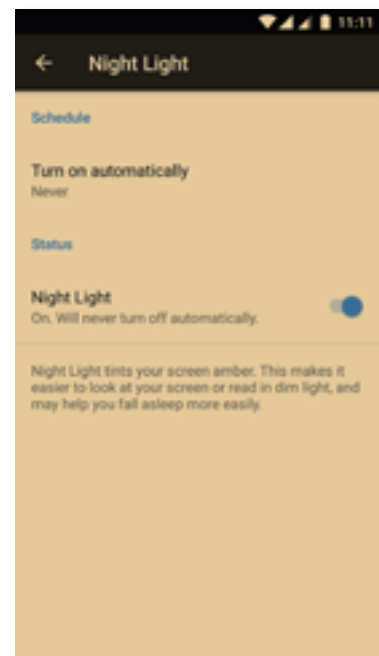 11:11
Night Light
Schedule
Turn on automatically
Never
Status
Night Light
On. Will never turn off automatically.
Night Light tints your screen amber. This makes it
easier to look at your screen or read in dim light, and
may help you fall asleep more easily.